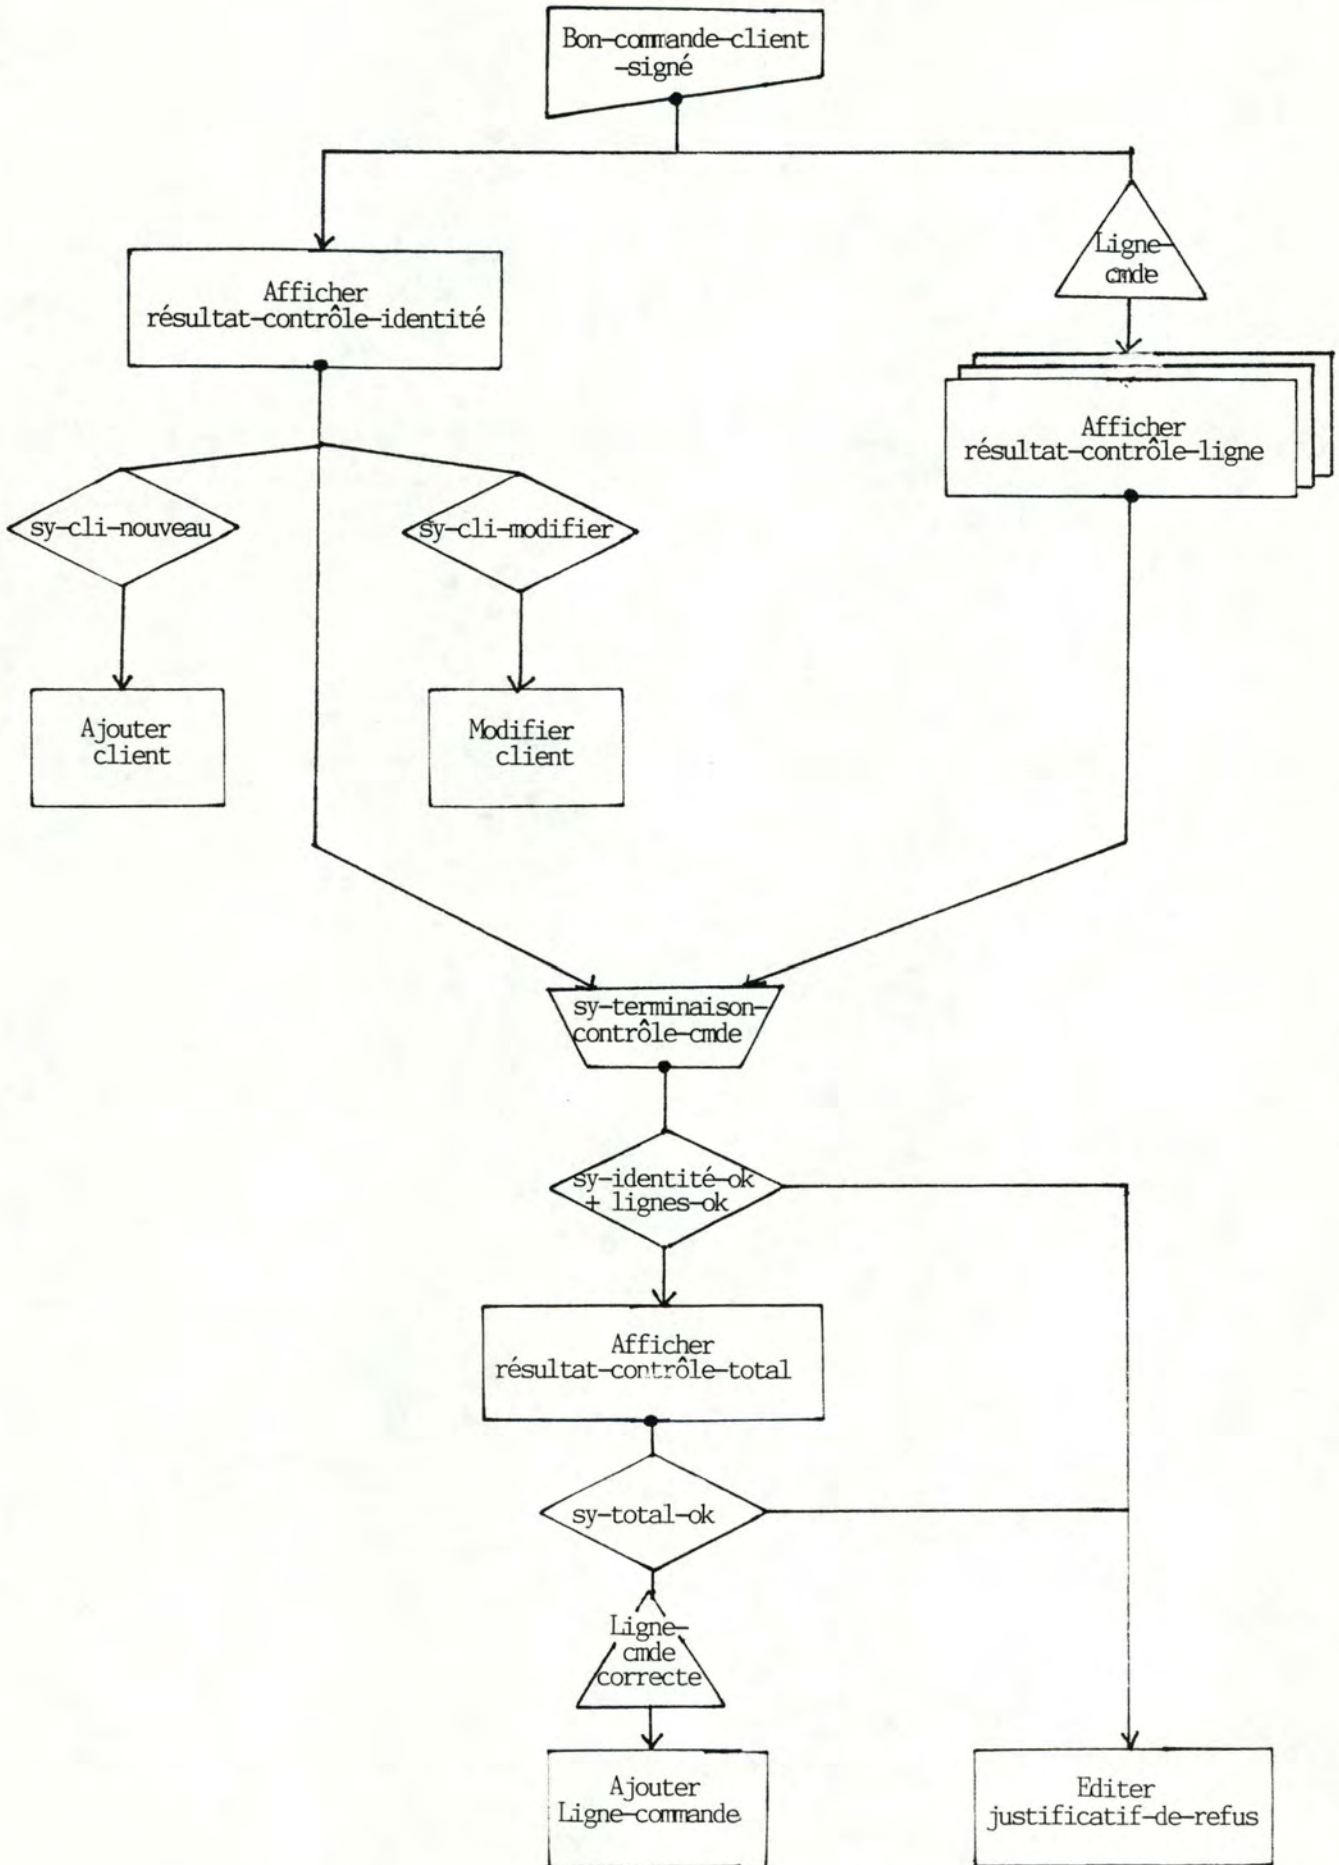 Bon-commande-client
-signé
Ligne-
cmde
Afficher
résultat-contrôle-identité
Afficher
résultat-contrôle-ligne
sy-cli-nouveau
sy-cli-modifier
Ajouter
client
Modifier
client
sy-terminaison-
contrôle-cmde
sy-identité-ok
+ lignes-ok
Afficher
résultat-contrôle-total
sy-total-ok
Ligne-
cmde
correcte
Ajouter
Ligne-commande
Editer
justificatif-de-refus